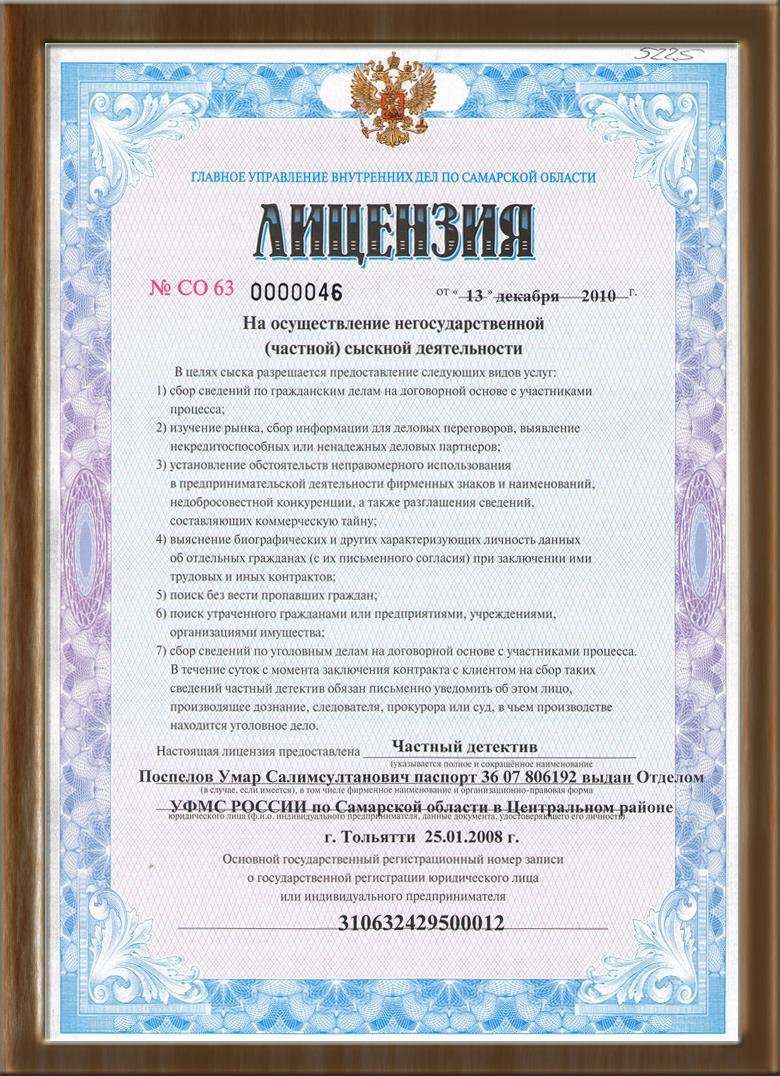 5225
ГЛАВНОЕ УПРАВЛЕНИЕ ВНУТРЕННИХ ДЕЛ ПО САМАРСКОЙ ОБЛАСТИ
ЛИЦЕНЗИЯ
№ СО 63 0000046 от « 13 » декабря 2010 г.
На осуществление негосударственной
(частной) сыскной деятельности
В целях сыска разрешается предоставление следующих видов услуг:
1) сбор сведений по гражданским делам на договорной основе с участниками
процесса;
2) изучение рынка, сбор информации для деловых переговоров, выявление
некредитоспособных или ненадежных деловых партнеров;
3) установление обстоятельств неправомерного использования
в предпринимательской деятельности фирменных знаков и наименований,
недобросовестной конкуренции, а также разглашения сведений,
составляющих коммерческую тайну;
4) выяснение биографических и других характеризующих личность данных
об отдельных гражданах (с их письменного согласия) при заключении ими
трудовых и иных контрактов;
5) поиск без вести пропавших граждан;
6) поиск утраченного гражданами или предприятиями, учреждениями,
организациями имущества;
7) сбор сведений по уголовным делам на договорной основе с участниками процесса.
В течение суток с момента заключения контракта с клиентом на сбор таких
сведений частный детектив обязан письменно уведомить об этом лицо,
производящее дознание, следователя, прокурора или суд, в чьем производстве
находится уголовное дело.
Настоящая лицензия предоставлена Частный детектив
(указывается полное и сокращённое наименование
Поспелов Умар Салимсултанович паспорт 36 07 806192 выдан Отделом
(в случае, если имеется), в том числе фирменное наименование и организационно-правовая форма
УФМС РОССИИ по Самарской области в Центральном районе
юридического лица (ф.и.о. индивидуального предпринимателя, данные документа, удостоверяющего его личность)
г. Тольятти 25.01.2008 г.
Основной государственный регистрационный номер записи
о государственной регистрации юридического лица
или индивидуального предпринимателя
310632429500012